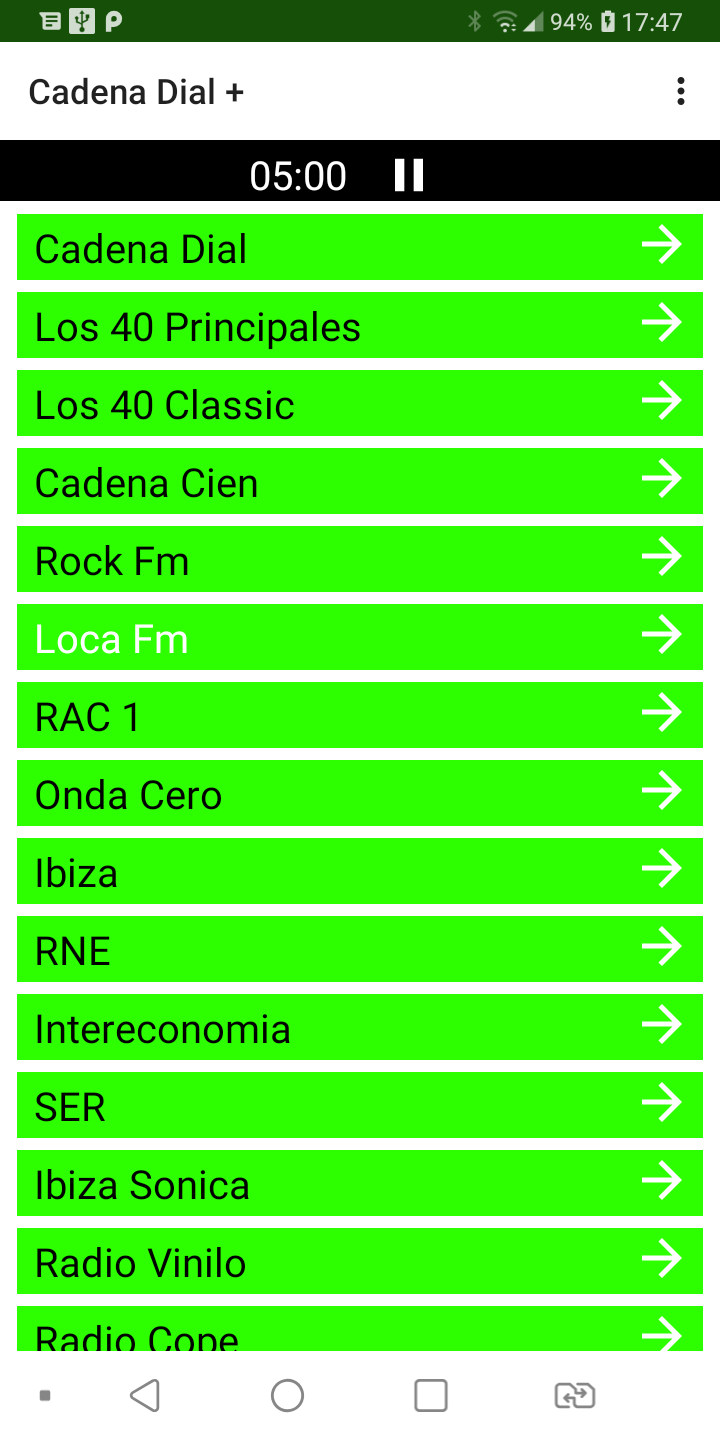 94% 17:47
Cadena Dial +
05:00
Cadena Dial
Los 40 Principales
Los 40 Classic
Cadena Cien
Rock Fm
Loca Fm
RAC 1
Onda Cero
Ibiza
RNE
Intereconomia
SER
Ibiza Sonica
Radio Vinilo
Radio Cope